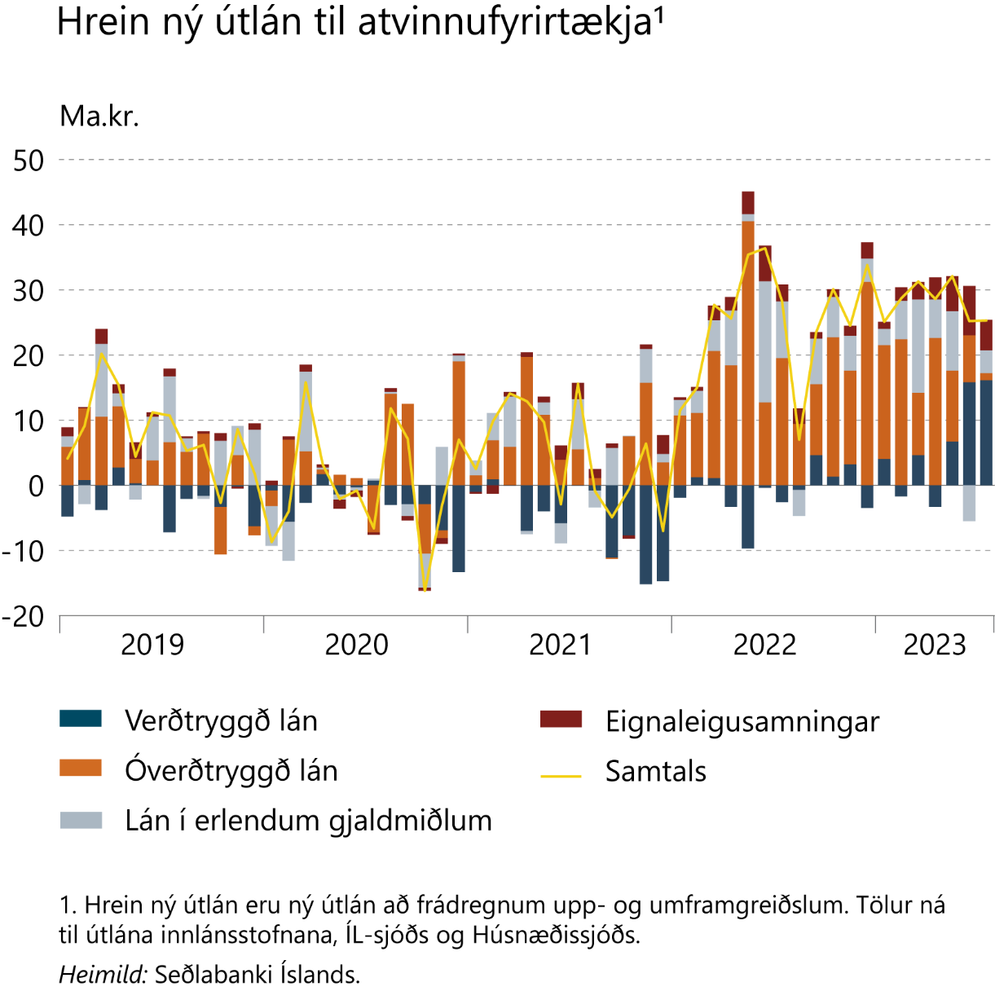 Hrein ný útlán til atvinnufyrirtækja¹
Ma.kr.
50
40
30
20
10
0
-10
-20
2019 2020 2021 2022 2023
Verðtryggð lán
Óverðtryggð lán
Lán í erlendum gjaldmiðlum
Eignaleigusamningar
Samtals
1. Hrein ný útlán eru ný útlán að frádregnum upp- og umframgreiðslum. Tölur ná
til útlána innlánsstofnana, ÍL-sjóðs og Húsnæðissjóðs.
Heimild: Seðlabanki Íslands.